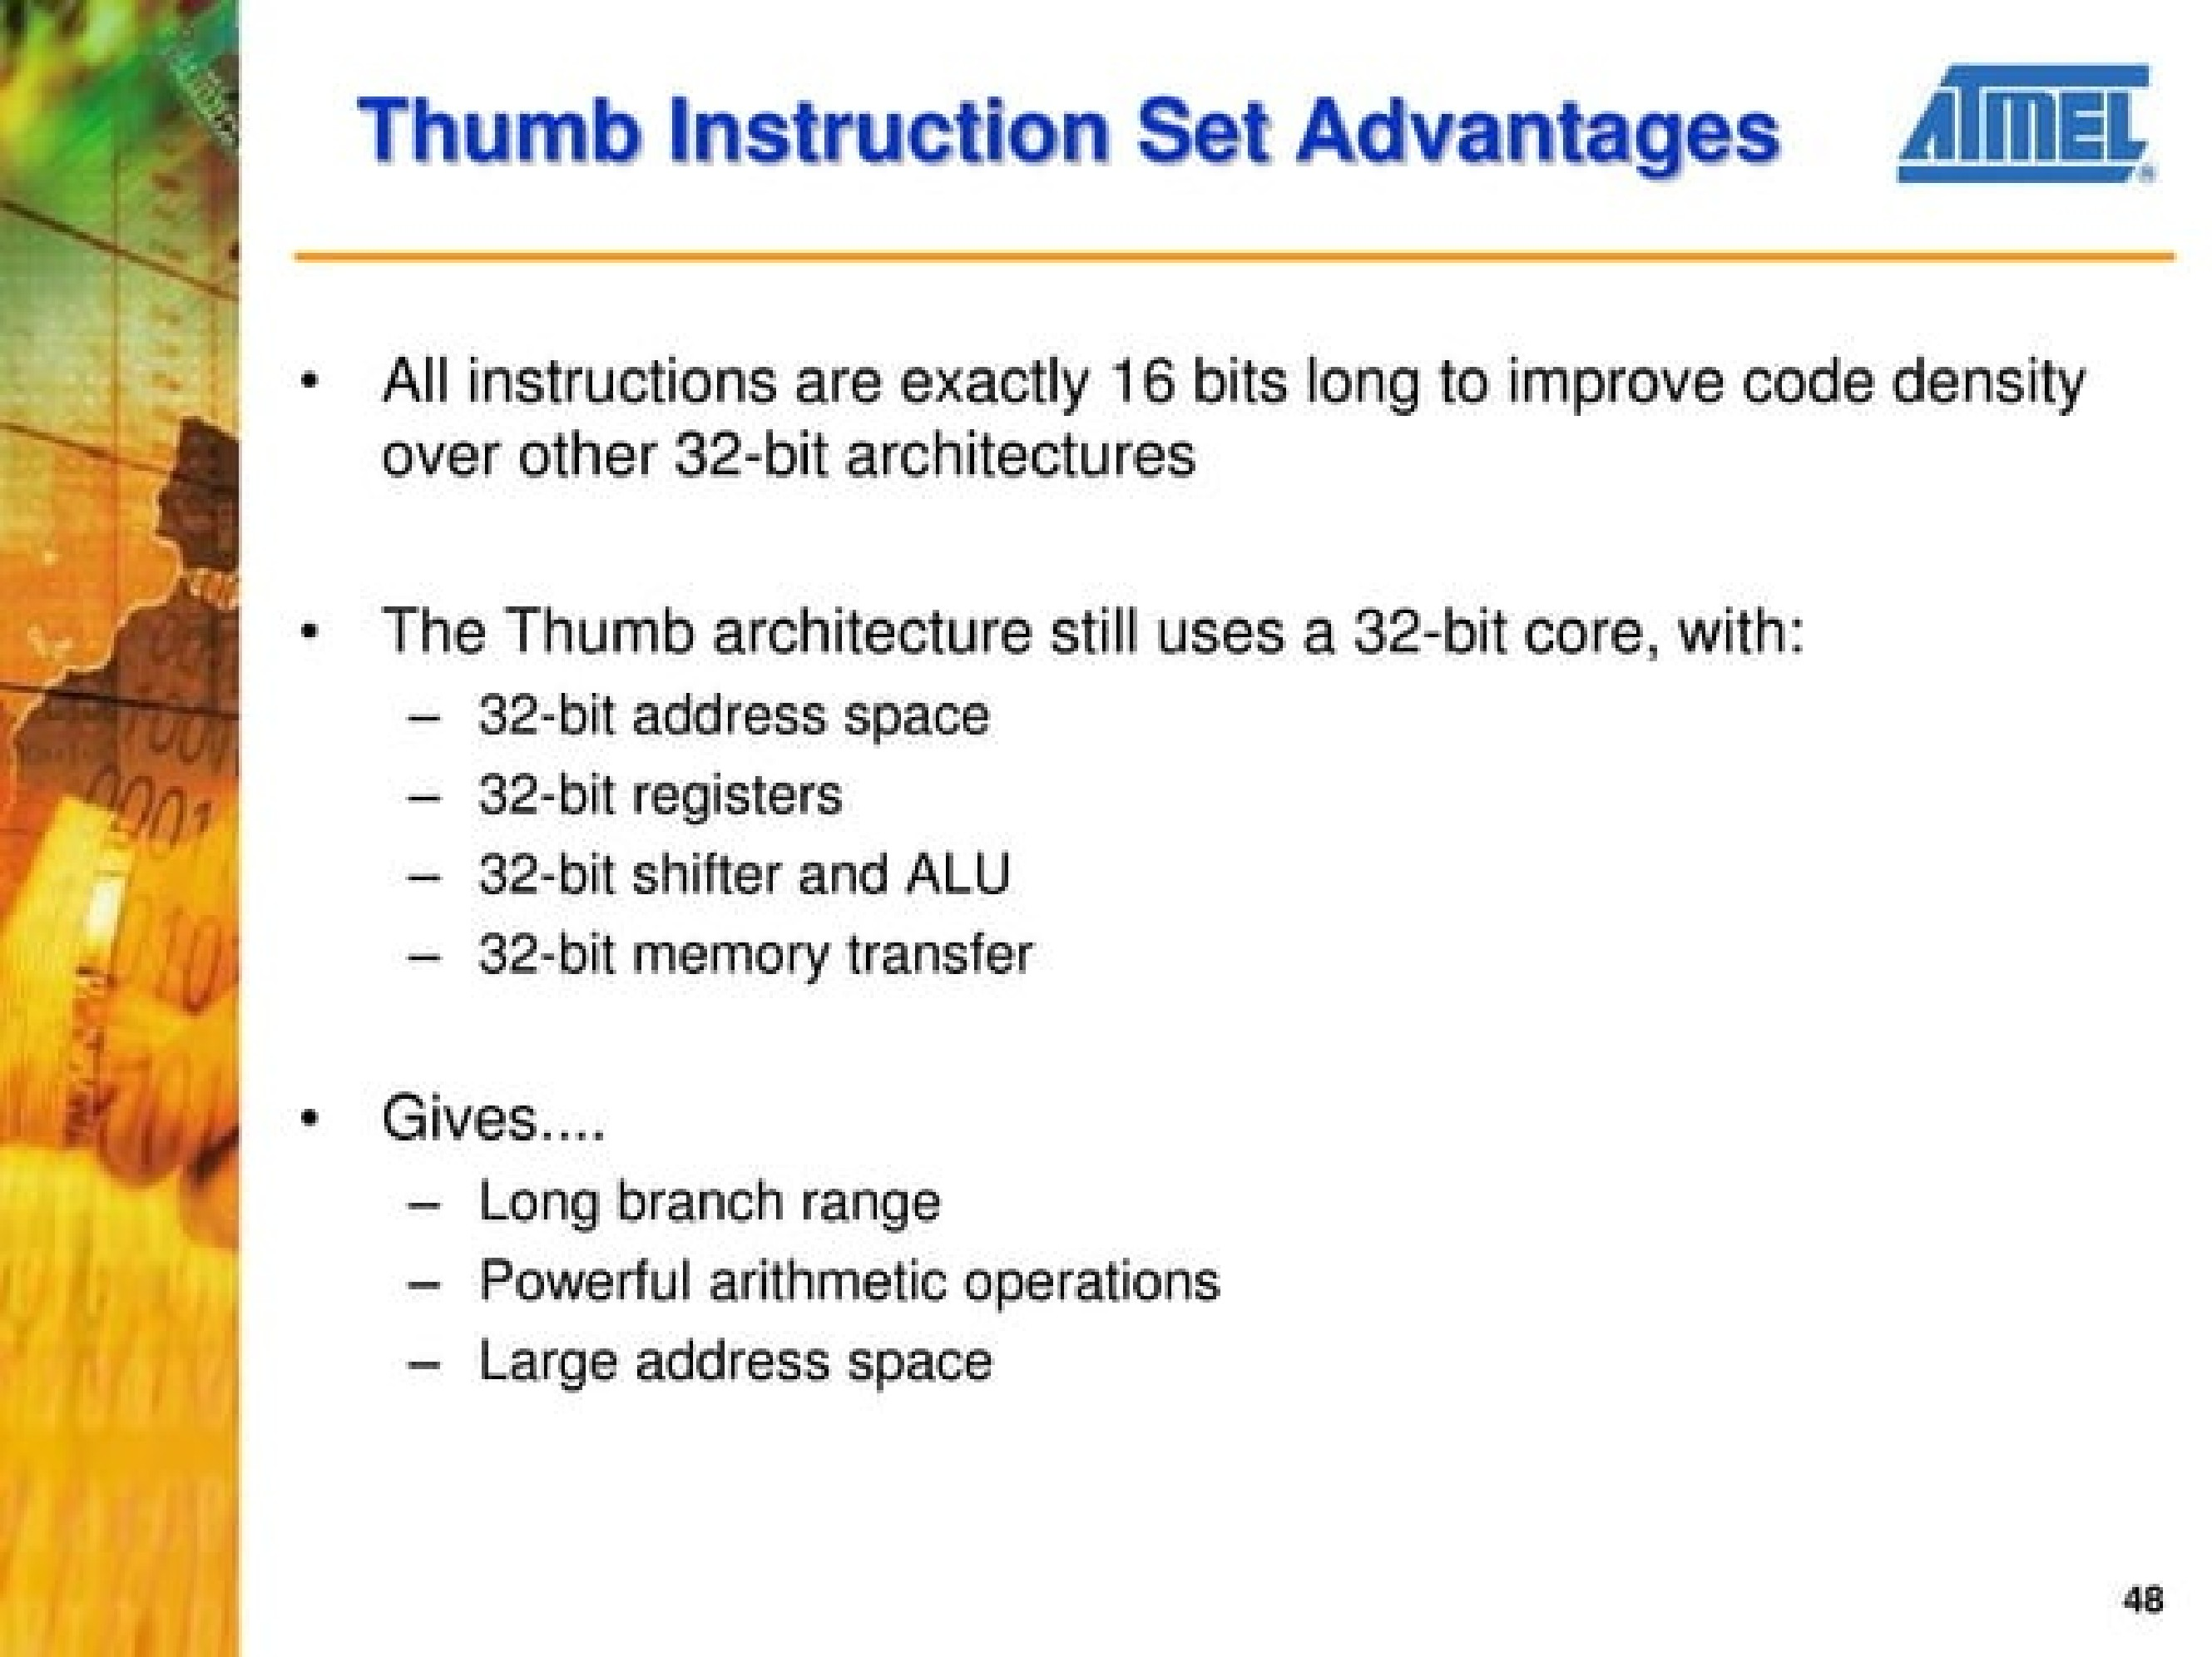 Thumb Instruction Set Advantages
ATMEL®
• All instructions are exactly 16 bits long to improve code density
over other 32-bit architectures
• The Thumb architecture still uses a 32-bit core, with:
– 32-bit address space
– 32-bit registers
– 32-bit shifter and ALU
– 32-bit memory transfer
• Gives....
– Long branch range
– Powerful arithmetic operations
– Large address space
48